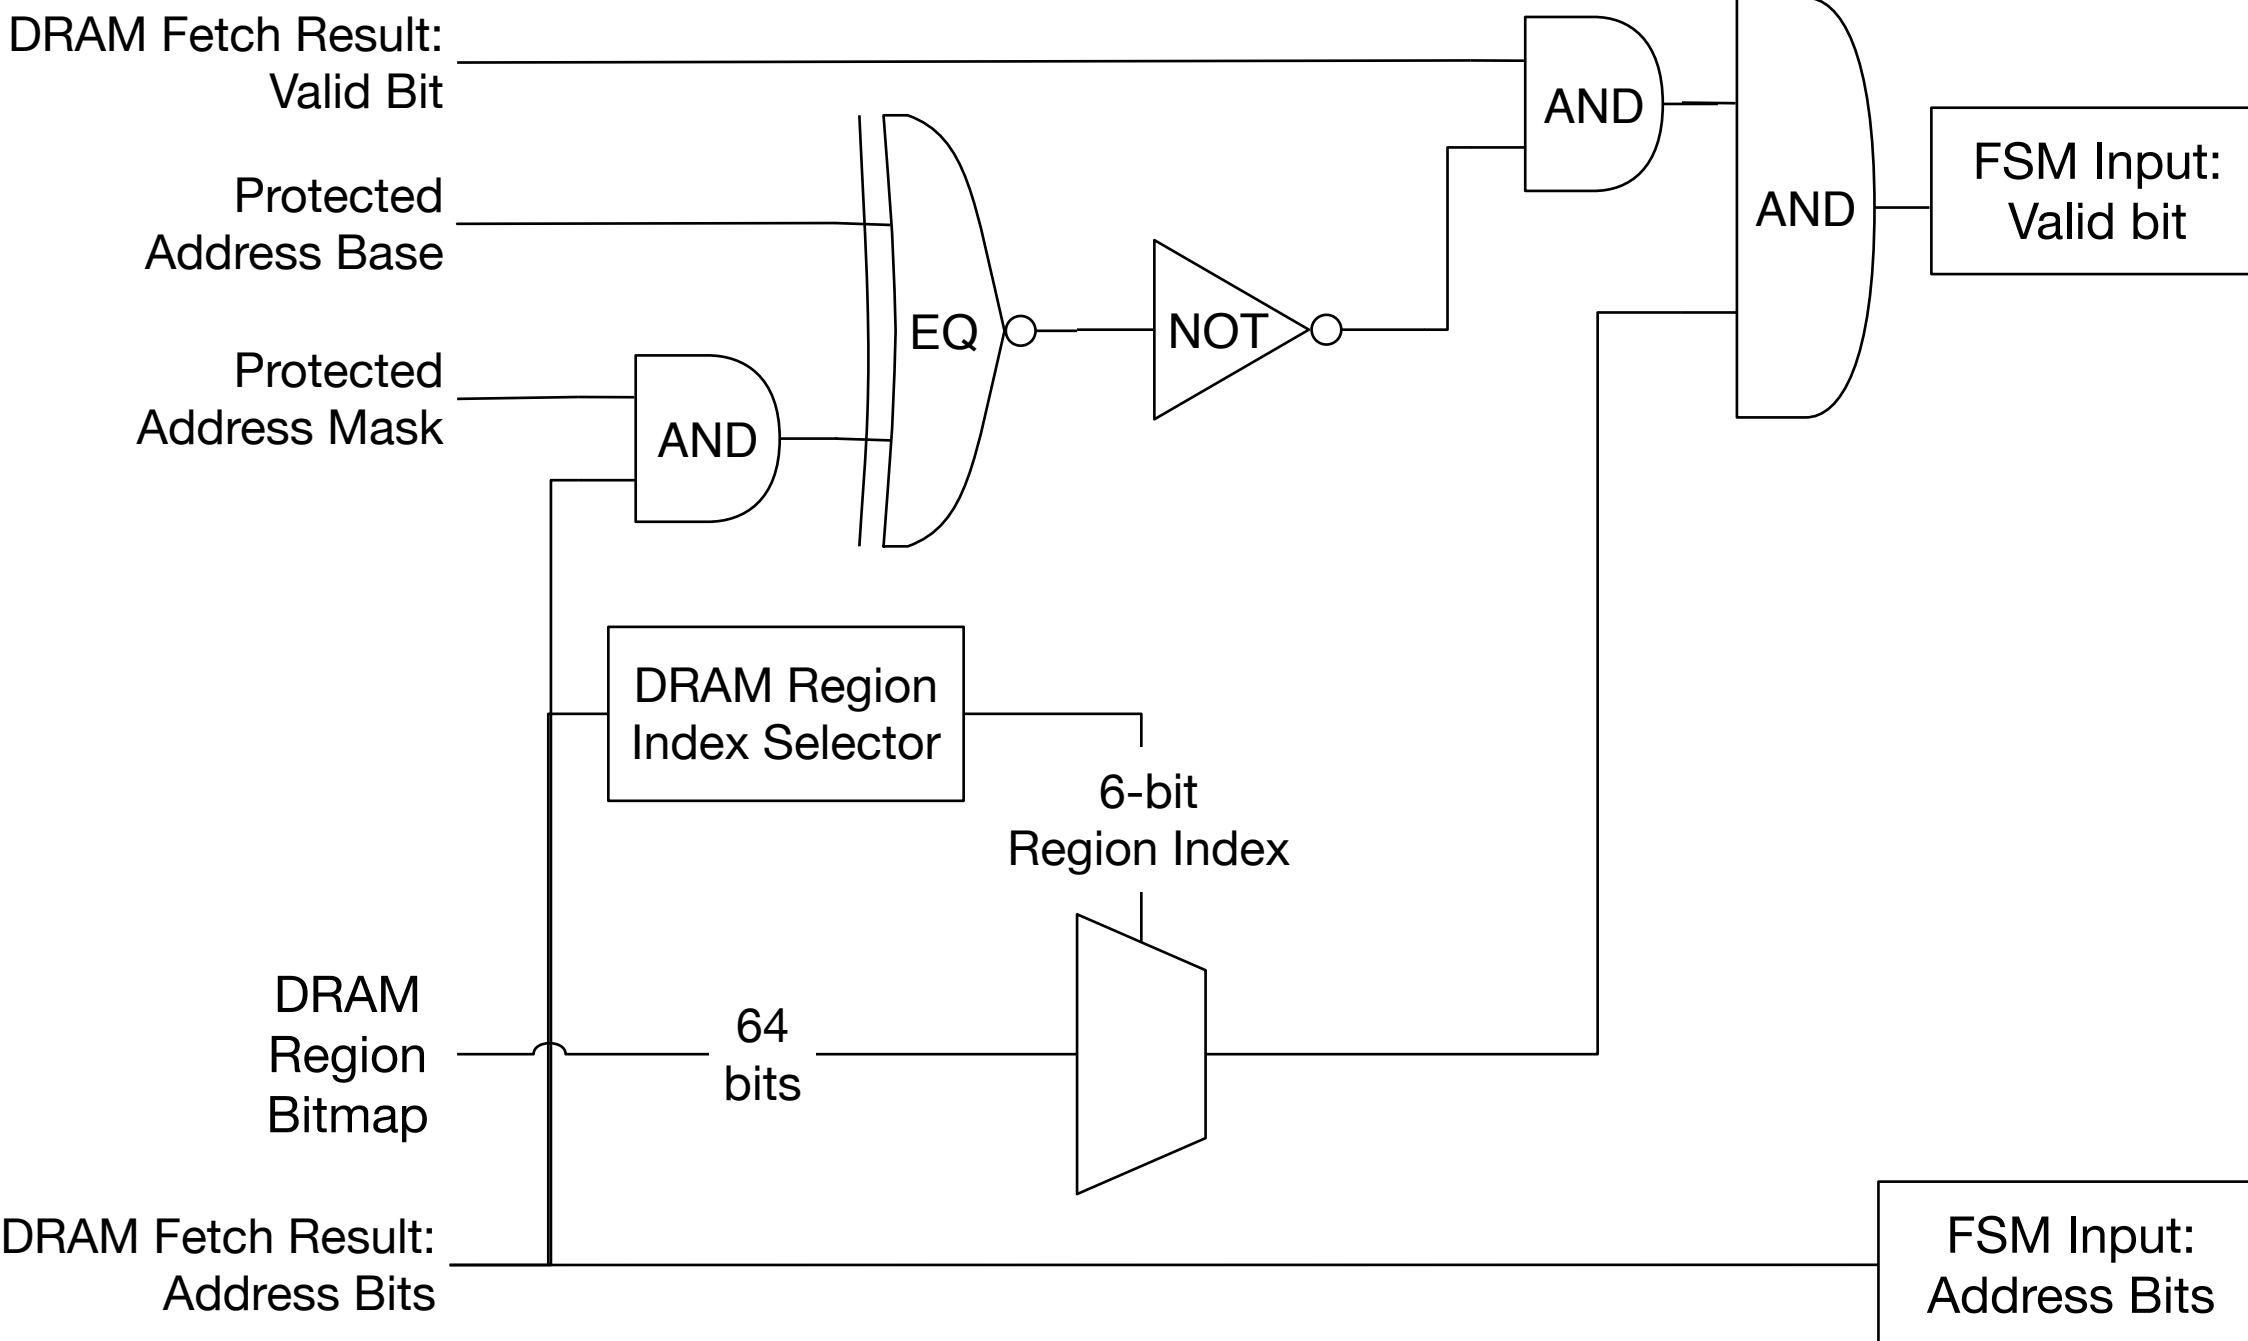 DRAM Fetch Result:
Valid Bit
AND
FSM Input:
Valid bit
AND
Protected
Address Base
EQ
NOT
Protected
Address Mask
AND
DRAM Region
Index Selector
6-bit
Region Index
DRAM
Region
Bitmap
64
bits
DRAM Fetch Result:
Address Bits
FSM Input:
Address Bits